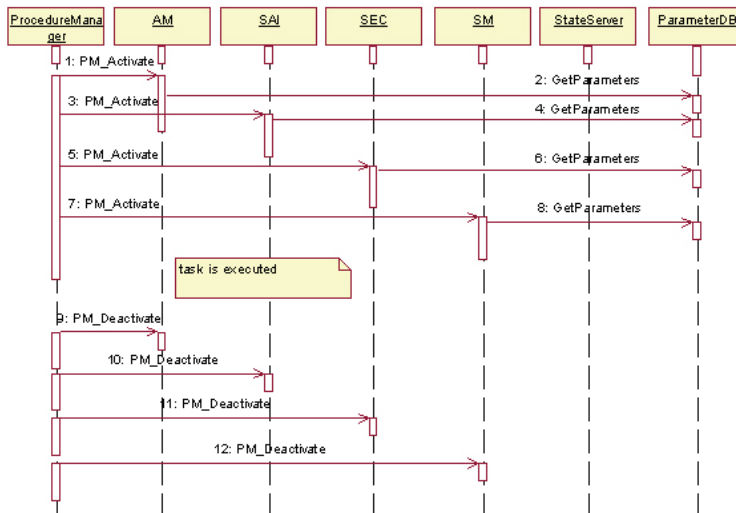 ProcedureMana
ger
AM
SAI
SEC
SM
StateServer
ParameterDB
1: PM_Activate
2: GetParameters
3: PM_Activate
4: GetParameters
5: PM_Activate
6: GetParameters
7: PM_Activate
8: GetParameters
task is executed
9: PM_Deactivate
10: PM_Deactivate
11: PM_Deactivate
12: PM_Deactivate